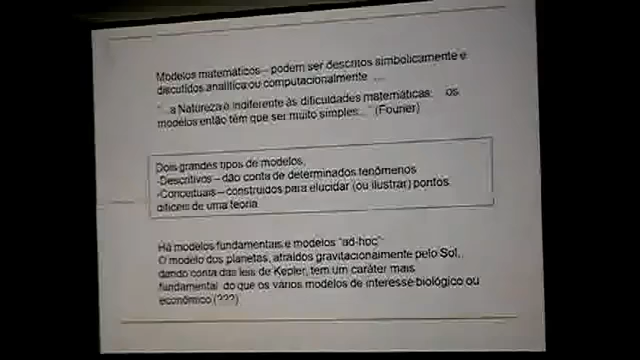 Modelos matemáticos – podem ser descritos simbolicamente e
discutidos analítica ou computacionalmente ...
"...a Natureza é indiferente às dificuldades matemáticas: os
modelos então têm que ser muito simples..." (Fourier)
Dois grandes tipos de modelos,
-Descritivos – dão conta de determinados fenômenos
-Conceituais – construídos para elucidar (ou ilustrar) pontos
difíceis de uma teoria
Há modelos fundamentais e modelos "ad-hoc"-
O modelo dos planetas, atraídos gravitacionalmente pelo Sol,
dando conta das leis de Kepler, tem um caráter mais
fundamental do que os vários modelos de interesse biológico ou
econômico (???)